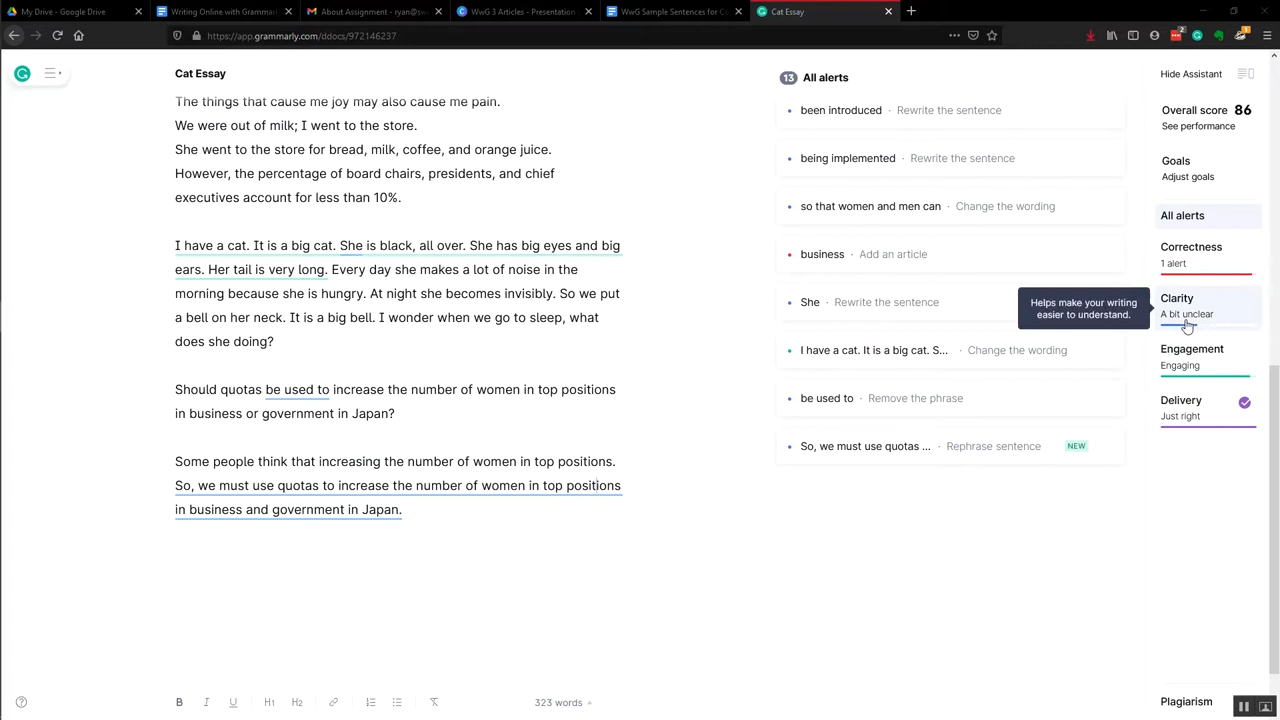 My Drive - Google Drive
Writing Online with Grammarl
About Assignment - ryan@sw
WwG 3 Articles - Presentation
WwG Sample Sentences for C
Cat Essay
https://app.grammarly.com/ddocs/972146237
Cat Essay
The things that cause me joy may also cause me pain.
We were out of milk; I went to the store.
She went to the store for bread, milk, coffee, and orange juice.
However, the percentage of board chairs, presidents, and chief
executives account for less than 10%.
I have a cat. It is a big cat. She is black, all over. She has big eyes and big
ears. Her tail is very long. Every day she makes a lot of noise in the
morning because she is hungry. At night she becomes invisibly. So we put
a bell on her neck. It is a big bell. I wonder when we go to sleep, what
does she doing?
Should quotas be used to increase the number of women in top positions
in business or government in Japan?
Some people think that increasing the number of women in top positions.
So, we must use quotas to increase the number of women in top positions
in business and government in Japan.
B I U H1 H2
323 words
13 All alerts
been introduced · Rewrite the sentence
being implemented · Rewrite the sentence
so that women and men can · Change the wording
business · Add an article
She · Rewrite the sentence
I have a cat. It is a big cat. S... · Change the wording
be used to · Remove the phrase
So, we must use quotas ... · Rephrase sentence NEW
Helps make your writing
easier to understand.
Hide Assistant
Overall score 86
See performance
Goals
Adjust goals
All alerts
Correctness
1 alert
Clarity
A bit unclear
Engagement
Engaging
Delivery
Just right
Plagiarism